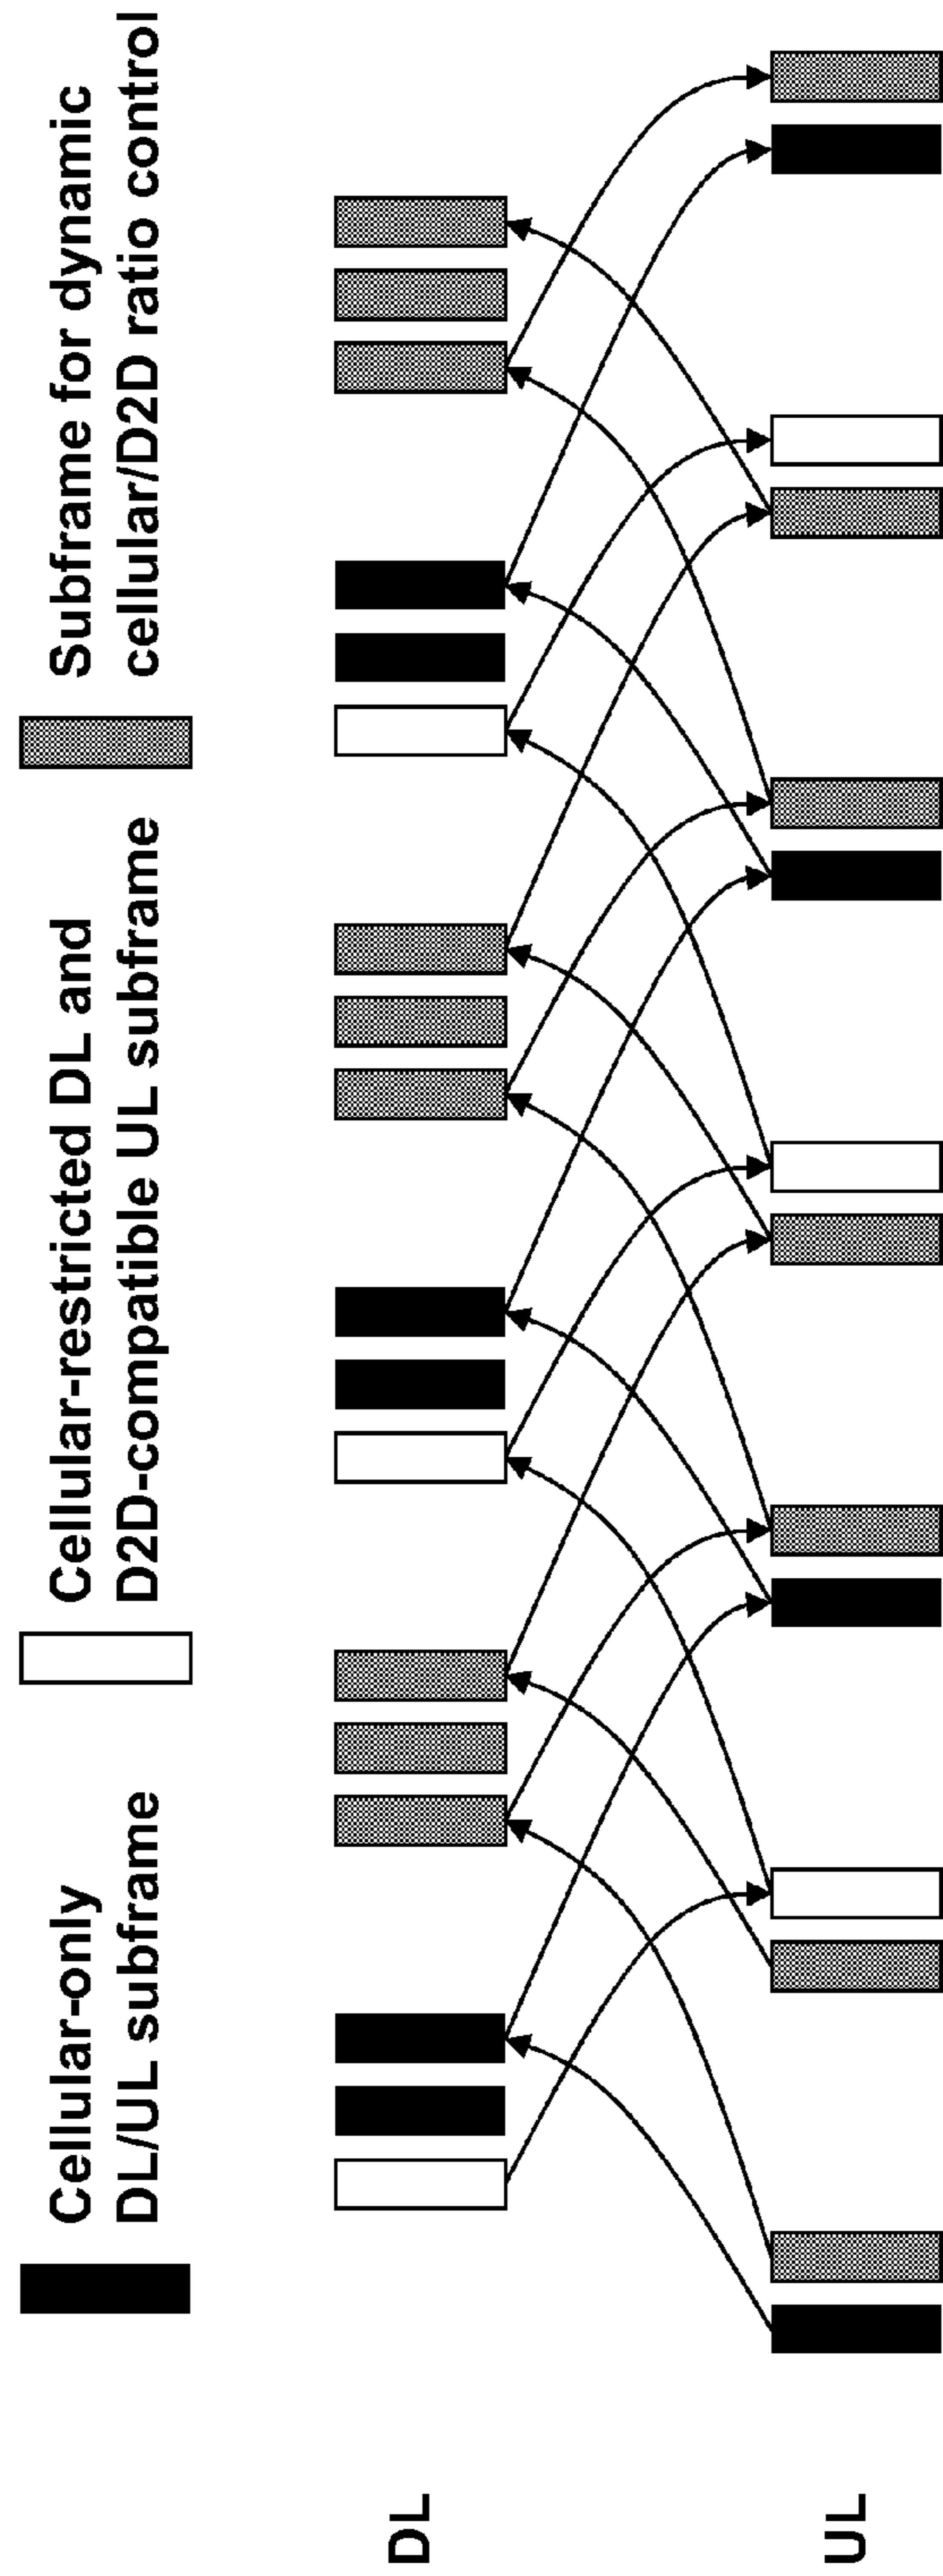 Cellular-only
DL/UL subframe
Cellular-restricted DL and
D2D-compatible UL subframe
Subframe for dynamic
cellular/D2D ratio control
DL
UL